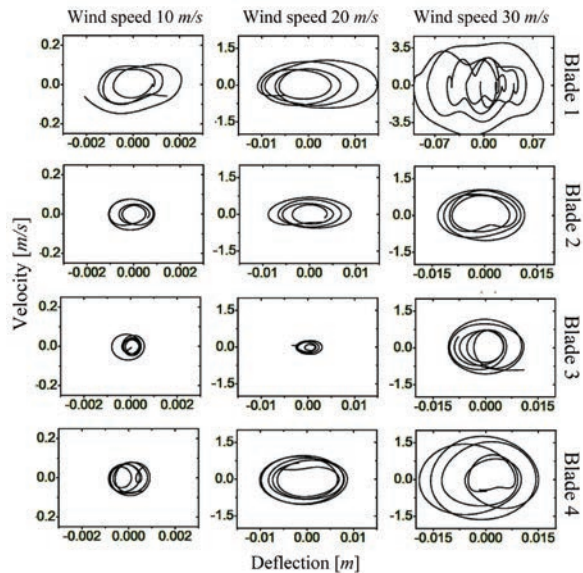 Wind speed 10 m/s Wind speed 20 m/s Wind speed 30 m/s
0.2 1.5 3.5
0.0 0.0 0.0
-0.2 -1.5 -3.5
-0.002 0.000 0.002 -0.01 0.00 0.01 -0.07 0.00 0.07
Blade 1
0.2 1.5 1.5
0.0 0.0 0.0
-0.2 -1.5 -1.5
-0.002 0.000 0.002 -0.01 0.00 0.01 -0.015 0.000 0.015
Blade 2
Velocity [m/s]
0.2 1.5 1.5
0.0 0.0 0.0
-0.2 -1.5 -1.5
-0.002 0.000 0.002 -0.01 0.00 0.01 -0.015 0.000 0.015
Blade 3
0.2 1.5 1.5
0.0 0.0 0.0
-0.2 -1.5 -1.5
-0.002 0.000 0.002 -0.01 0.00 0.01 -0.015 0.000 0.015
Blade 4
Deflection [m]